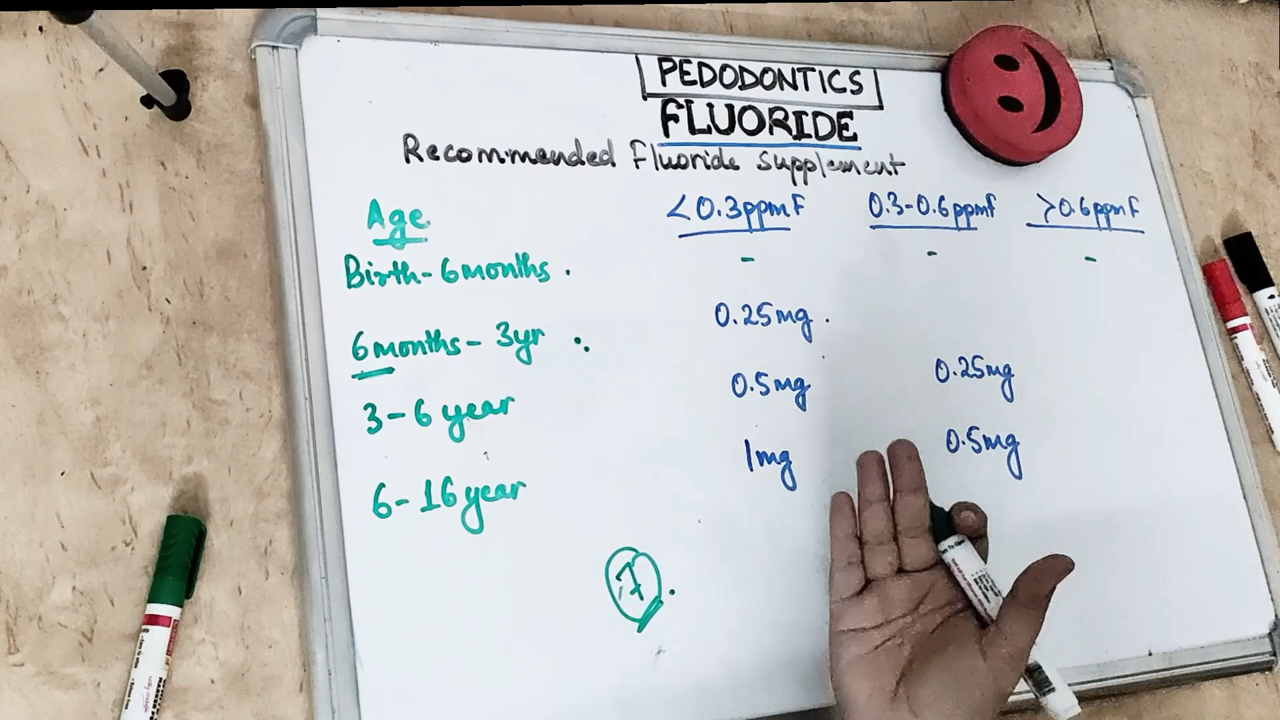 PEDODONTICS
FLUORIDE
Recommended Fluoride Supplement
Age <0.3ppmF 0.3-0.6ppmF >0.6ppmF
Birth-6months. - - -
6months-3yr 0.25mg.
3-6 year 0.5mg 0.25mg
6-16 year 1mg 0.5mg
7.